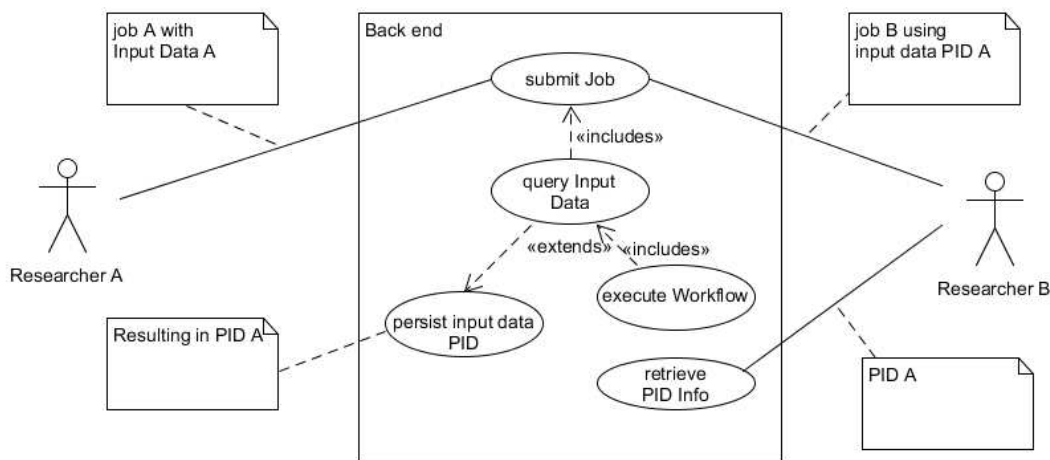 job A with
Input Data A
Back end
job B using
input data PID A
submit Job
«includes»
query Input
Data
«extends»
«includes»
Researcher A
Researcher B
execute Workflow
persist input data
PID
Resulting in PID A
retrieve
PID Info
PID A